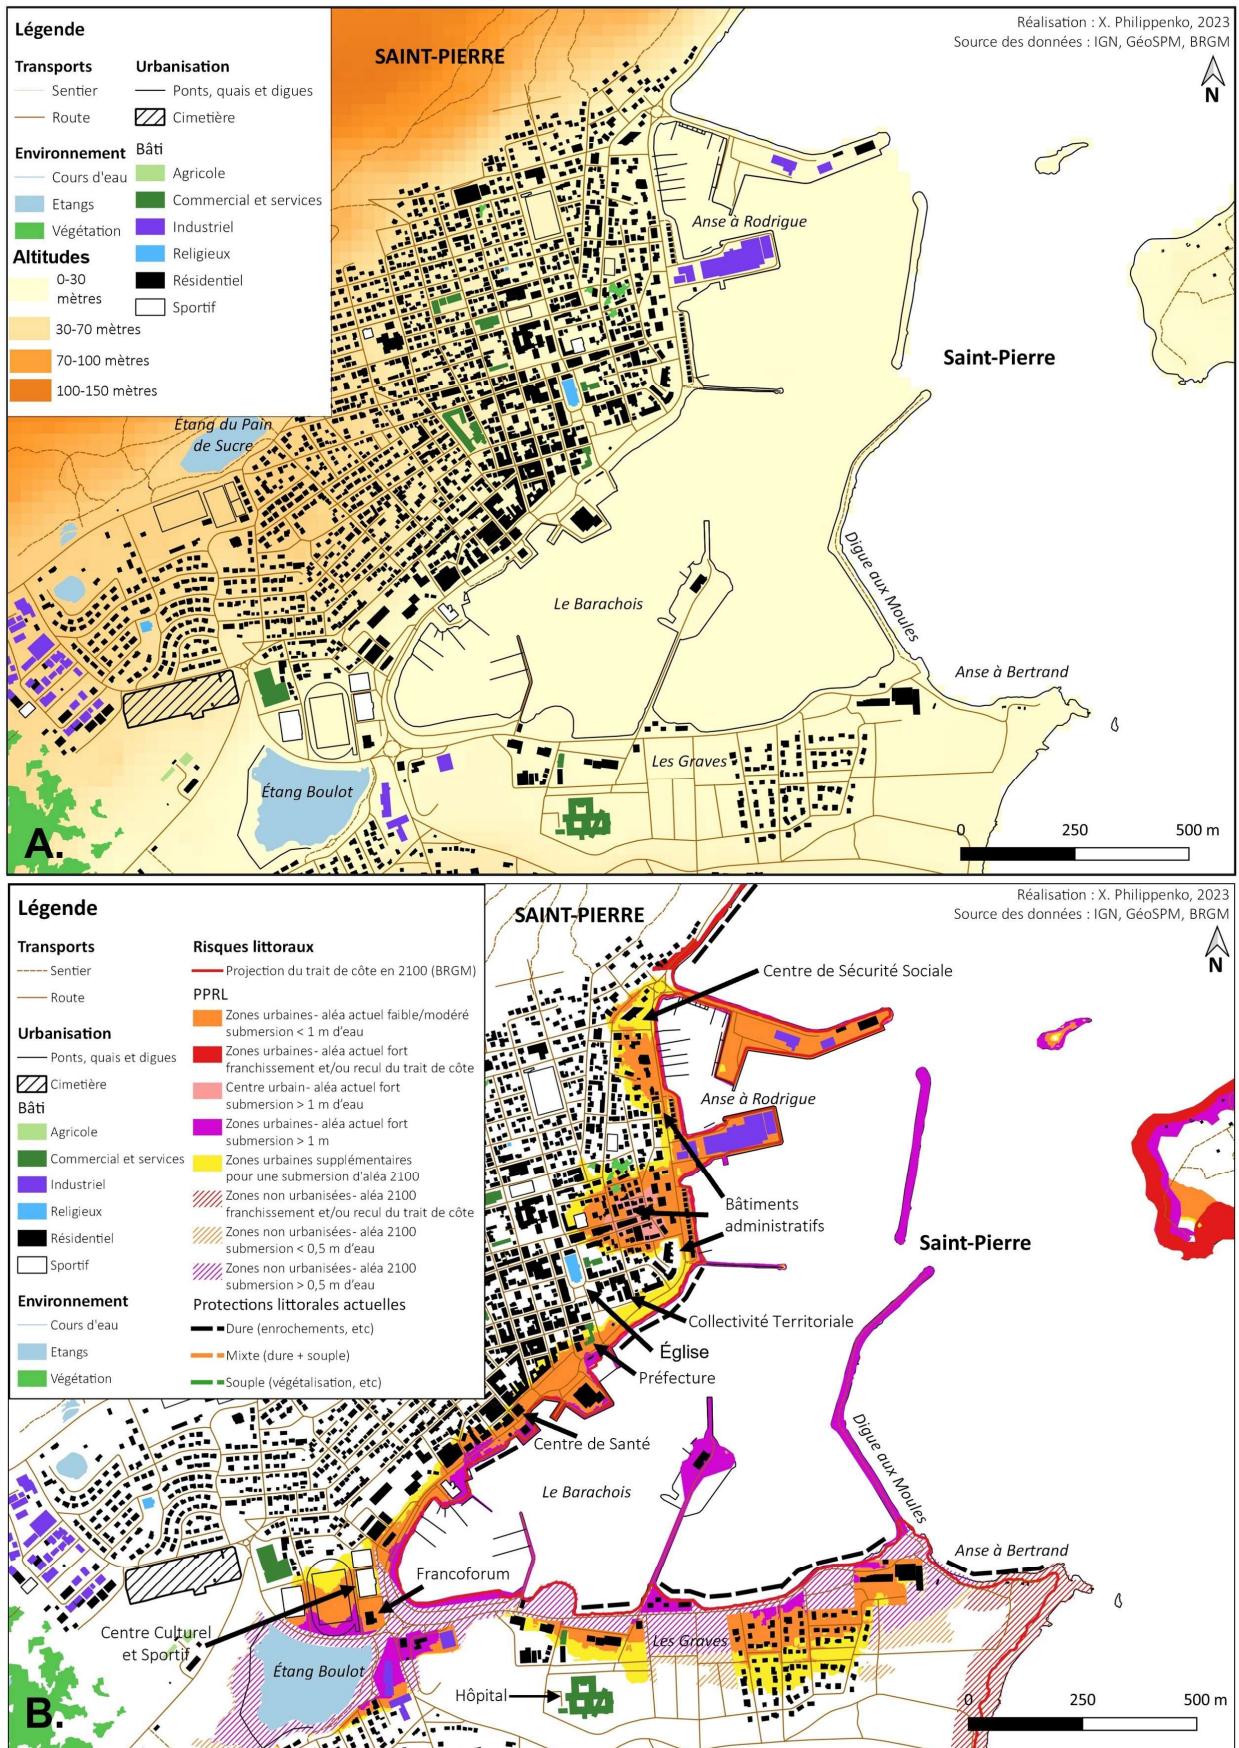 Légende
Transports
Sentier
Route
Environnement
Cours d'eau
Etangs
Végétation
Altitudes
0-30
mètres
30-70 mètres
70-100 mètres
100-150 mètres
Urbanisation
Ponts, quais et digues
Cimetière
Bâti
Agricole
Commercial et services
Industriel
Religieux
Résidentiel
Sportif
SAINT-PIERRE
Réalisation : X. Philippenko, 2023
Source des données : IGN, GéoSPM, BRGM
N
Anse à Rodrigue
Saint-Pierre
Étang du Pain
de Sucre
Digue aux Moules
Le Barachois
Anse à Bertrand
Les Graves
Étang Boulot
0 250 500 m
A.
Légende
Transports
Sentier
Route
Urbanisation
Ponts, quais et digues
Cimetière
Bâti
Agricole
Commercial et services
Industriel
Religieux
Résidentiel
Sportif
Environnement
Cours d'eau
Etangs
Végétation
Risques littoraux
Projection du trait de côte en 2100 (BRGM)
PPRL
Zones urbaines- aléa actuel faible/modéré
submersion < 1 m d'eau
Zones urbaines- aléa actuel fort
franchissement et/ou recul du trait de côte
Centre urbain- aléa actuel fort
submersion > 1 m d'eau
Zones urbaines- aléa actuel fort
submersion > 1 m
Zones urbaines supplémentaires
pour une submersion d'aléa 2100
Zones non urbanisées- aléa 2100
franchissement et/ou recul du trait de côte
Zones non urbanisées- aléa 2100
submersion < 0,5 m d'eau
Zones non urbanisées- aléa 2100
submersion > 0,5 m d'eau
Protections littorales actuelles
Dure (enrochements, etc)
Mixte (dure + souple)
Souple (végétalisation, etc)
SAINT-PIERRE
Réalisation : X. Philippenko, 2023
Source des données : IGN, GéoSPM, BRGM
N
Centre de Sécurité Sociale
Anse à Rodrigue
Bâtiments
administratifs
Saint-Pierre
Collectivité Territoriale
Église
Préfecture
Centre de Santé
Digue aux Moules
Le Barachois
Anse à Bertrand
Francoforum
Centre Culturel
et Sportif
Les Graves
Étang Boulot
Hôpital
0 250 500 m
B.